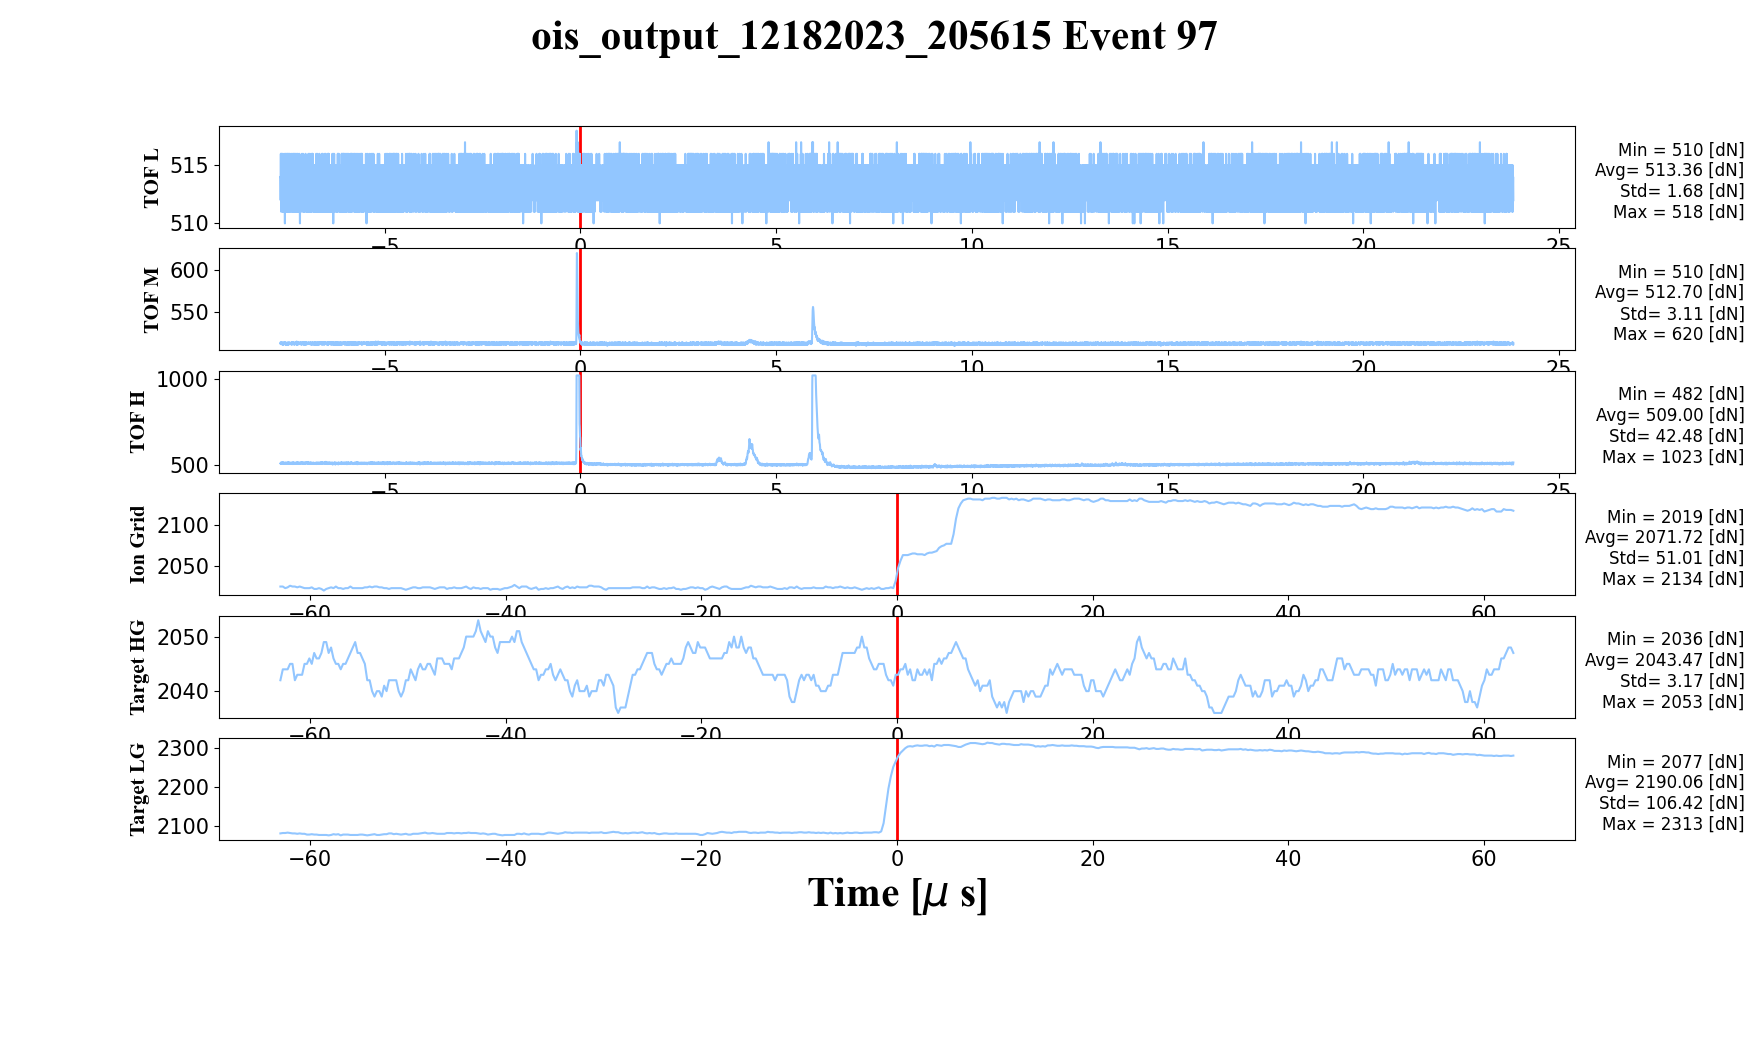 ois_output_12182023_205615 Event 97
TOF L
515
510
Min = 510 [dN]
Avg= 513.36 [dN]
Std= 1.68 [dN]
Max = 518 [dN]
−5 0 5 10 15 20 25
TOF M
600
550
Min = 510 [dN]
Avg= 512.70 [dN]
Std= 3.11 [dN]
Max = 620 [dN]
−5 0 5 10 15 20 25
TOF H
1000
500
Min = 482 [dN]
Avg= 509.00 [dN]
Std= 42.48 [dN]
Max = 1023 [dN]
−5 0 5 10 15 20 25
Ion Grid
2100
2050
Min = 2019 [dN]
Avg= 2071.72 [dN]
Std= 51.01 [dN]
Max = 2134 [dN]
−60 −40 −20 0 20 40 60
Target HG
2050
2040
Min = 2036 [dN]
Avg= 2043.47 [dN]
Std= 3.17 [dN]
Max = 2053 [dN]
−60 −40 −20 0 20 40 60
Target LG
2300
2200
2100
Min = 2077 [dN]
Avg= 2190.06 [dN]
Std= 106.42 [dN]
Max = 2313 [dN]
−60 −40 −20 0 20 40 60
Time [μ s]